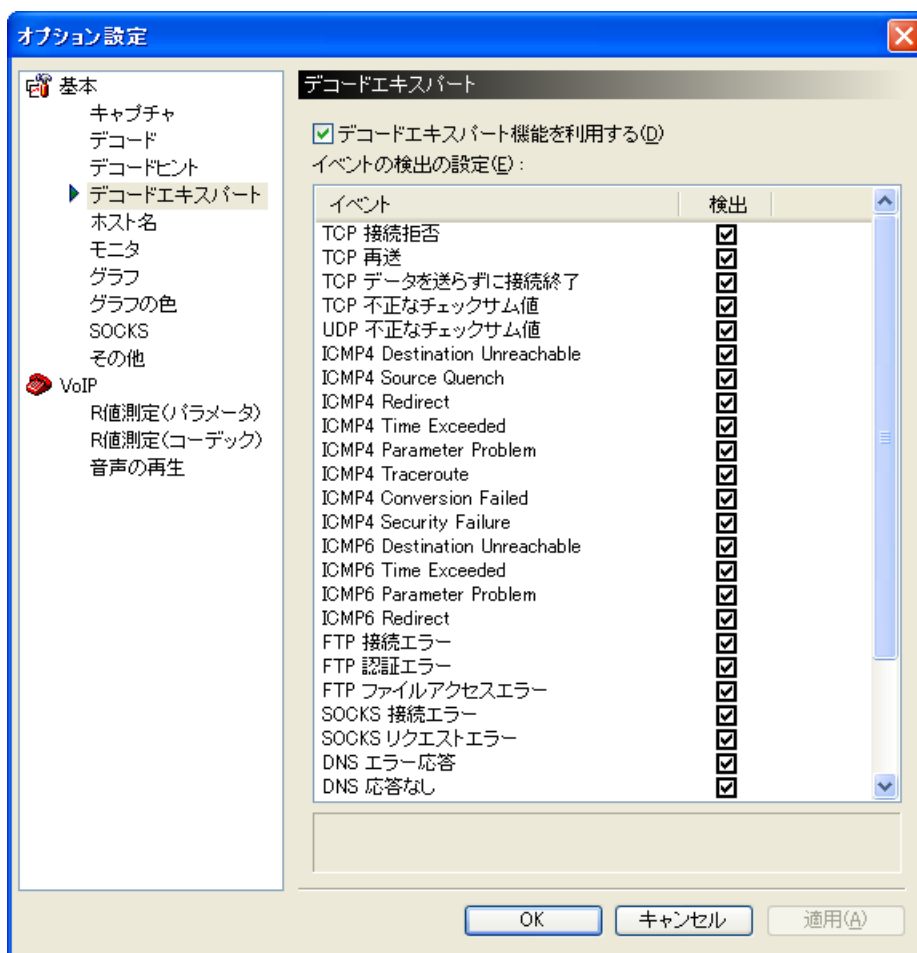 オプション設定
基本
キャプチャ
デコード
デコードヒント
デコードエキスパート
ホスト名
モニタ
グラフ
グラフの色
SOCKS
その他
VoIP
R値測定(パラメータ)
R値測定(コーデック)
音声の再生
デコードエキスパート
デコードエキスパート機能を利用する(D)
イベントの検出の設定(E):
イベント 検出
TCP 接続拒否
TCP 再送
TCP データを送らずに接続終了
TCP 不正なチェックサム値
UDP 不正なチェックサム値
ICMP4 Destination Unreachable
ICMP4 Source Quench
ICMP4 Redirect
ICMP4 Time Exceeded
ICMP4 Parameter Problem
ICMP4 Traceroute
ICMP4 Conversion Failed
ICMP4 Security Failure
ICMP6 Destination Unreachable
ICMP6 Time Exceeded
ICMP6 Parameter Problem
ICMP6 Redirect
FTP 接続エラー
FTP 認証エラー
FTP ファイルアクセスエラー
SOCKS 接続エラー
SOCKS リクエストエラー
DNS エラー応答
DNS 応答なし
OK キャンセル 適用(A)